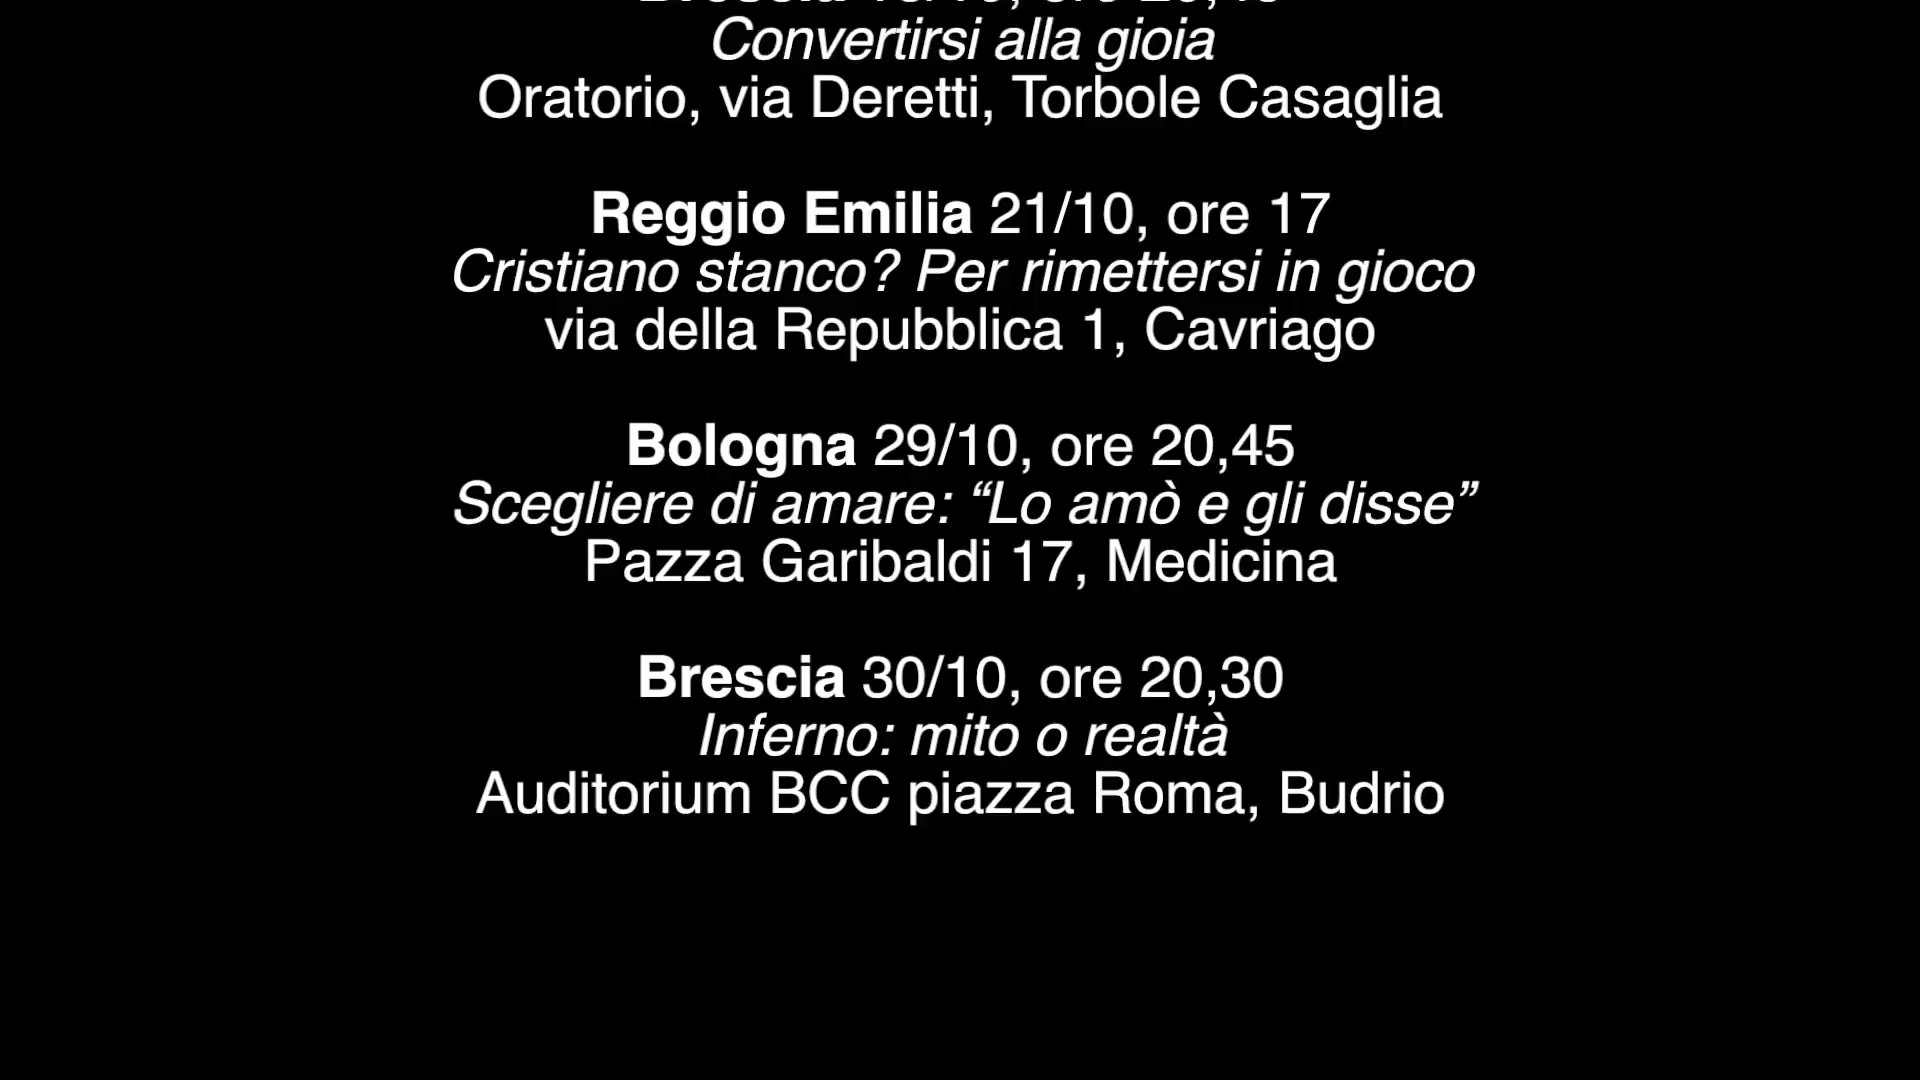 Convertirsi alla gioia
Oratorio, via Deretti, Torbole Casaglia
Reggio Emilia 21/10, ore 17
Cristiano stanco? Per rimettersi in gioco
via della Repubblica 1, Cavriago
Bologna 29/10, ore 20,45
Scegliere di amare: “Lo amò e gli disse”
Pazza Garibaldi 17, Medicina
Brescia 30/10, ore 20,30
Inferno: mito o realtà
Auditorium BCC piazza Roma, Budrio